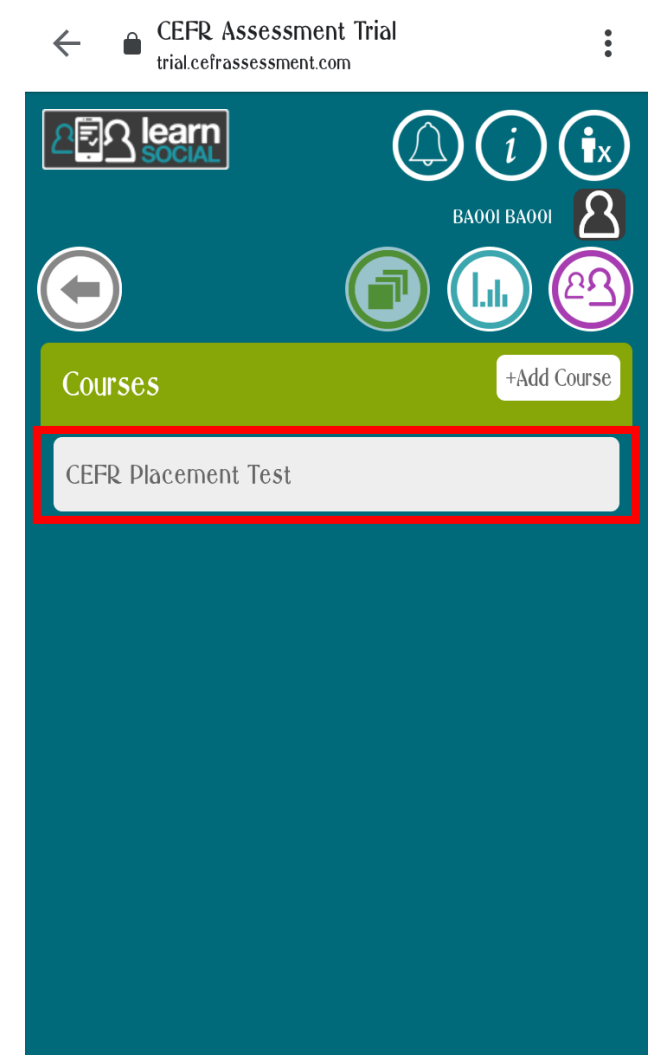 CEFR Assessment Trial
trial.cefrassessment.com
learn
SOCIAL
i
x
BA001 BA001
Courses
+Add Course
CEFR Placement Test